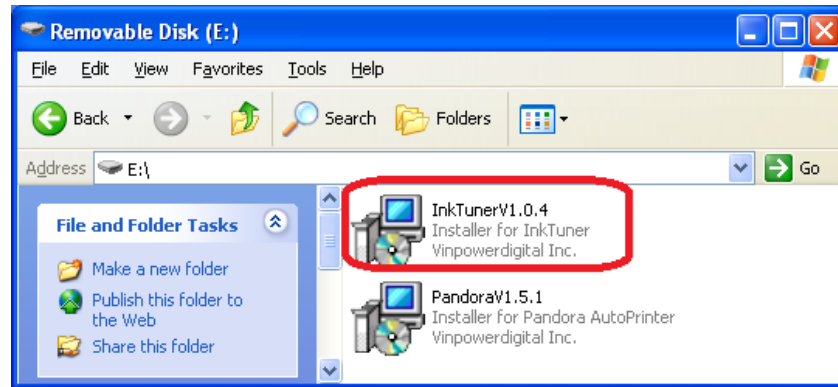 Removable Disk (E:)
File Edit View Favorites Tools Help
Back Search Folders
Address E:\ Go
File and Folder Tasks
Make a new folder
Publish this folder to
the Web
Share this folder
InkTunerV1.0.4
Installer for InkTuner
Vinpowerdigital Inc.
PandoraV1.5.1
Installer for Pandora AutoPrinter
Vinpowerdigital Inc.